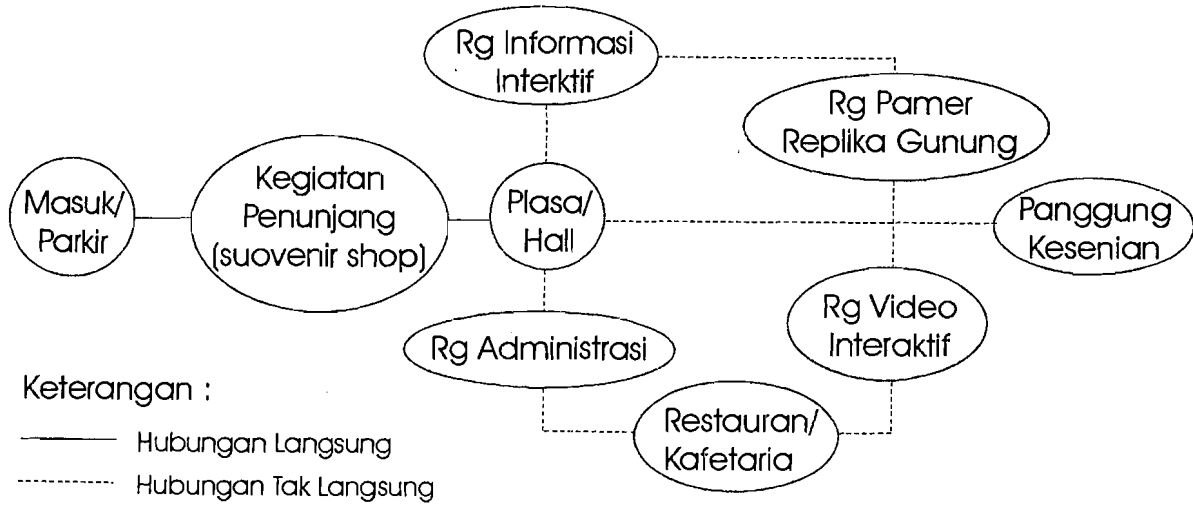 Rg Informasi
Interktif
Rg Pamer
Replika Gunung
Masuk/
Parkir
Kegiatan
Penunjang
(suovenir shop)
Plasa/
Hall
Panggung
Kesenian
Rg Administrasi
Rg Video
Interaktif
Restauran/
Kafetaria
Keterangan :
Hubungan Langsung
Hubungan Tak Langsung